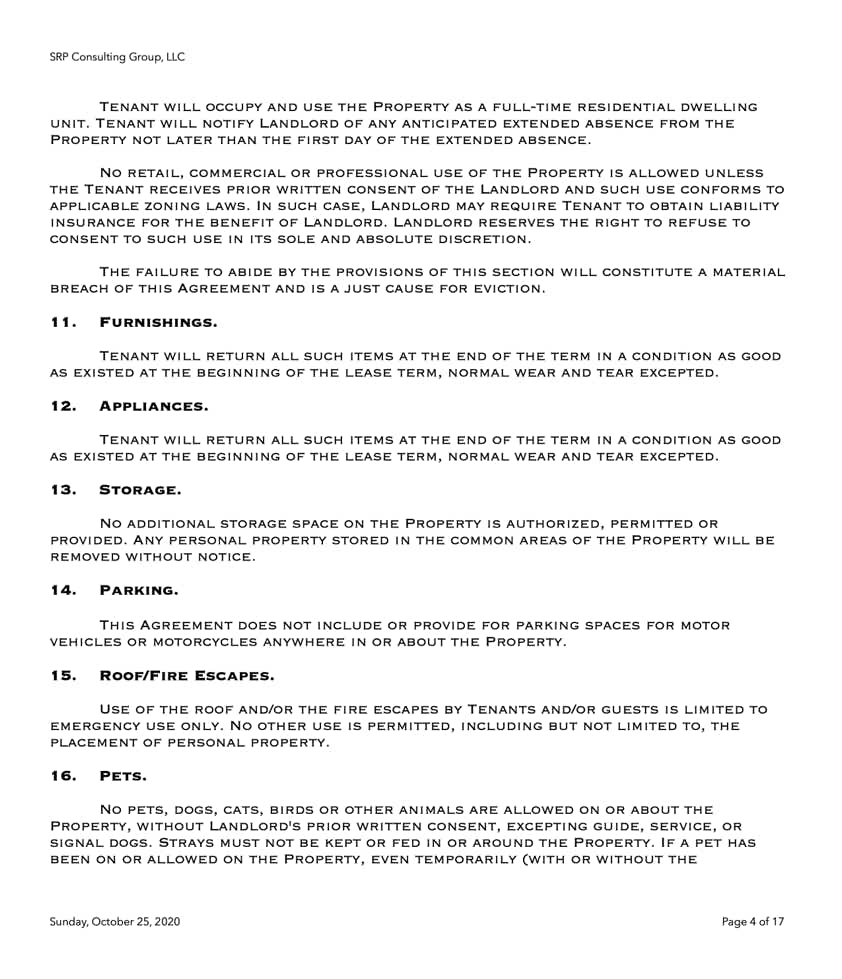 SRP Consulting Group, LLC
Tenant will occupy and use the Property as a full-time residential dwelling
unit. Tenant will notify Landlord of any anticipated extended absence from the
Property not later than the first day of the extended absence.
No retail, commercial or professional use of the Property is allowed unless
the Tenant receives prior written consent of the Landlord and such use conforms to
applicable zoning laws. In such case, Landlord may require Tenant to obtain liability
insurance for the benefit of Landlord. Landlord reserves the right to refuse to
consent to such use in its sole and absolute discretion.
The failure to abide by the provisions of this section will constitute a material
breach of this Agreement and is a just cause for eviction.
11. Furnishings.
Tenant will return all such items at the end of the term in a condition as good
as existed at the beginning of the lease term, normal wear and tear excepted.
12. Appliances.
Tenant will return all such items at the end of the term in a condition as good
as existed at the beginning of the lease term, normal wear and tear excepted.
13. Storage.
No additional storage space on the Property is authorized, permitted or
provided. Any personal property stored in the common areas of the Property will be
removed without notice.
14. Parking.
This Agreement does not include or provide for parking spaces for motor
vehicles or motorcycles anywhere in or about the Property.
15. Roof/Fire Escapes.
Use of the roof and/or the fire escapes by Tenants and/or guests is limited to
emergency use only. No other use is permitted, including but not limited to, the
placement of personal property.
16. Pets.
No pets, dogs, cats, birds or other animals are allowed on or about the
Property, without Landlord's prior written consent, excepting guide, service, or
signal dogs. Strays must not be kept or fed in or around the Property. If a pet has
been on or allowed on the Property, even temporarily (with or without the
Sunday, October 25, 2020
Page 4 of 17